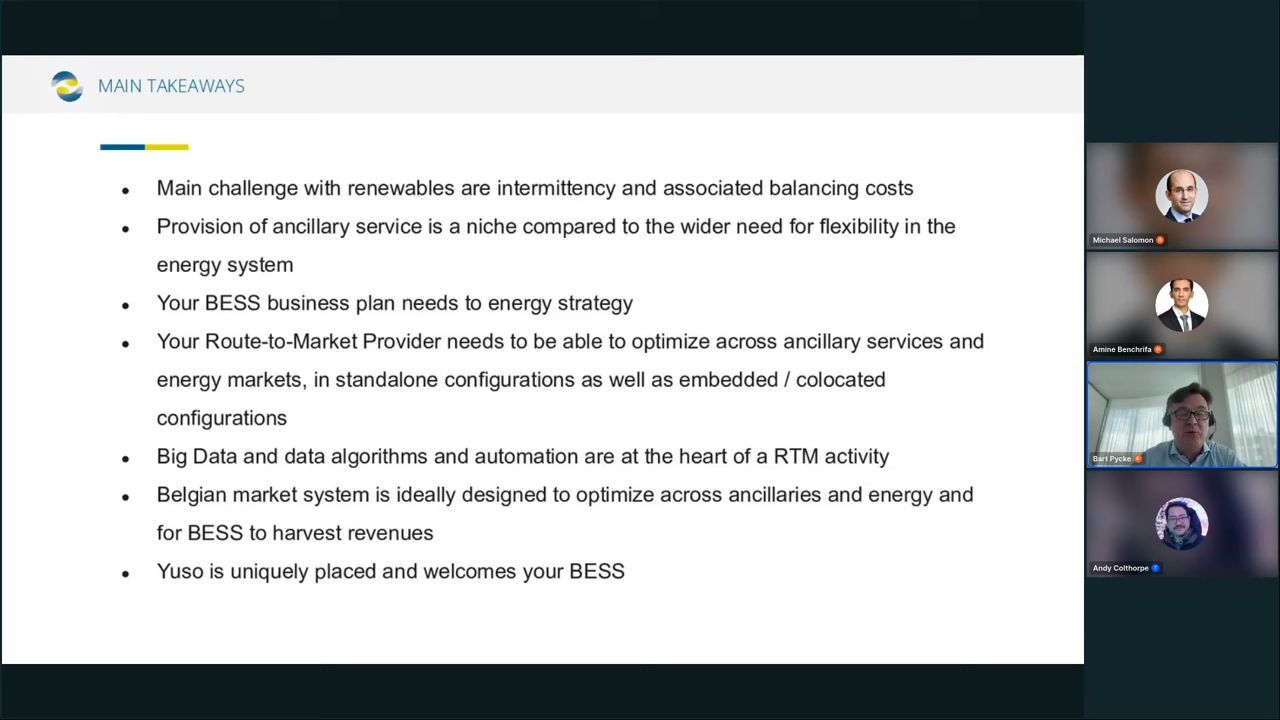 MAIN TAKEAWAYS
Main challenge with renewables are intermittency and associated balancing costs
Provision of ancillary service is a niche compared to the wider need for flexibility in the
energy system
Your BESS business plan needs to energy strategy
Your Route-to-Market Provider needs to be able to optimize across ancillary services and
energy markets, in standalone configurations as well as embedded / colocated
configurations
Big Data and data algorithms and automation are at the heart of a RTM activity
Belgian market system is ideally designed to optimize across ancillaries and energy and
for BESS to harvest revenues
Yuso is uniquely placed and welcomes your BESS
Michael Salomon
Amine Benchrifa
Bart Pycke
Andy Colthorpe